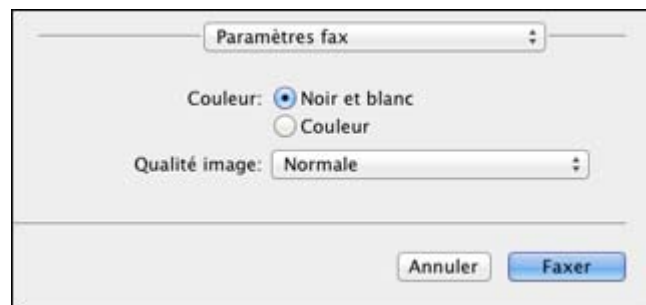 Paramètres fax
Couleur: Noir et blanc
Couleur
Qualité image: Normale
Annuler Faxer